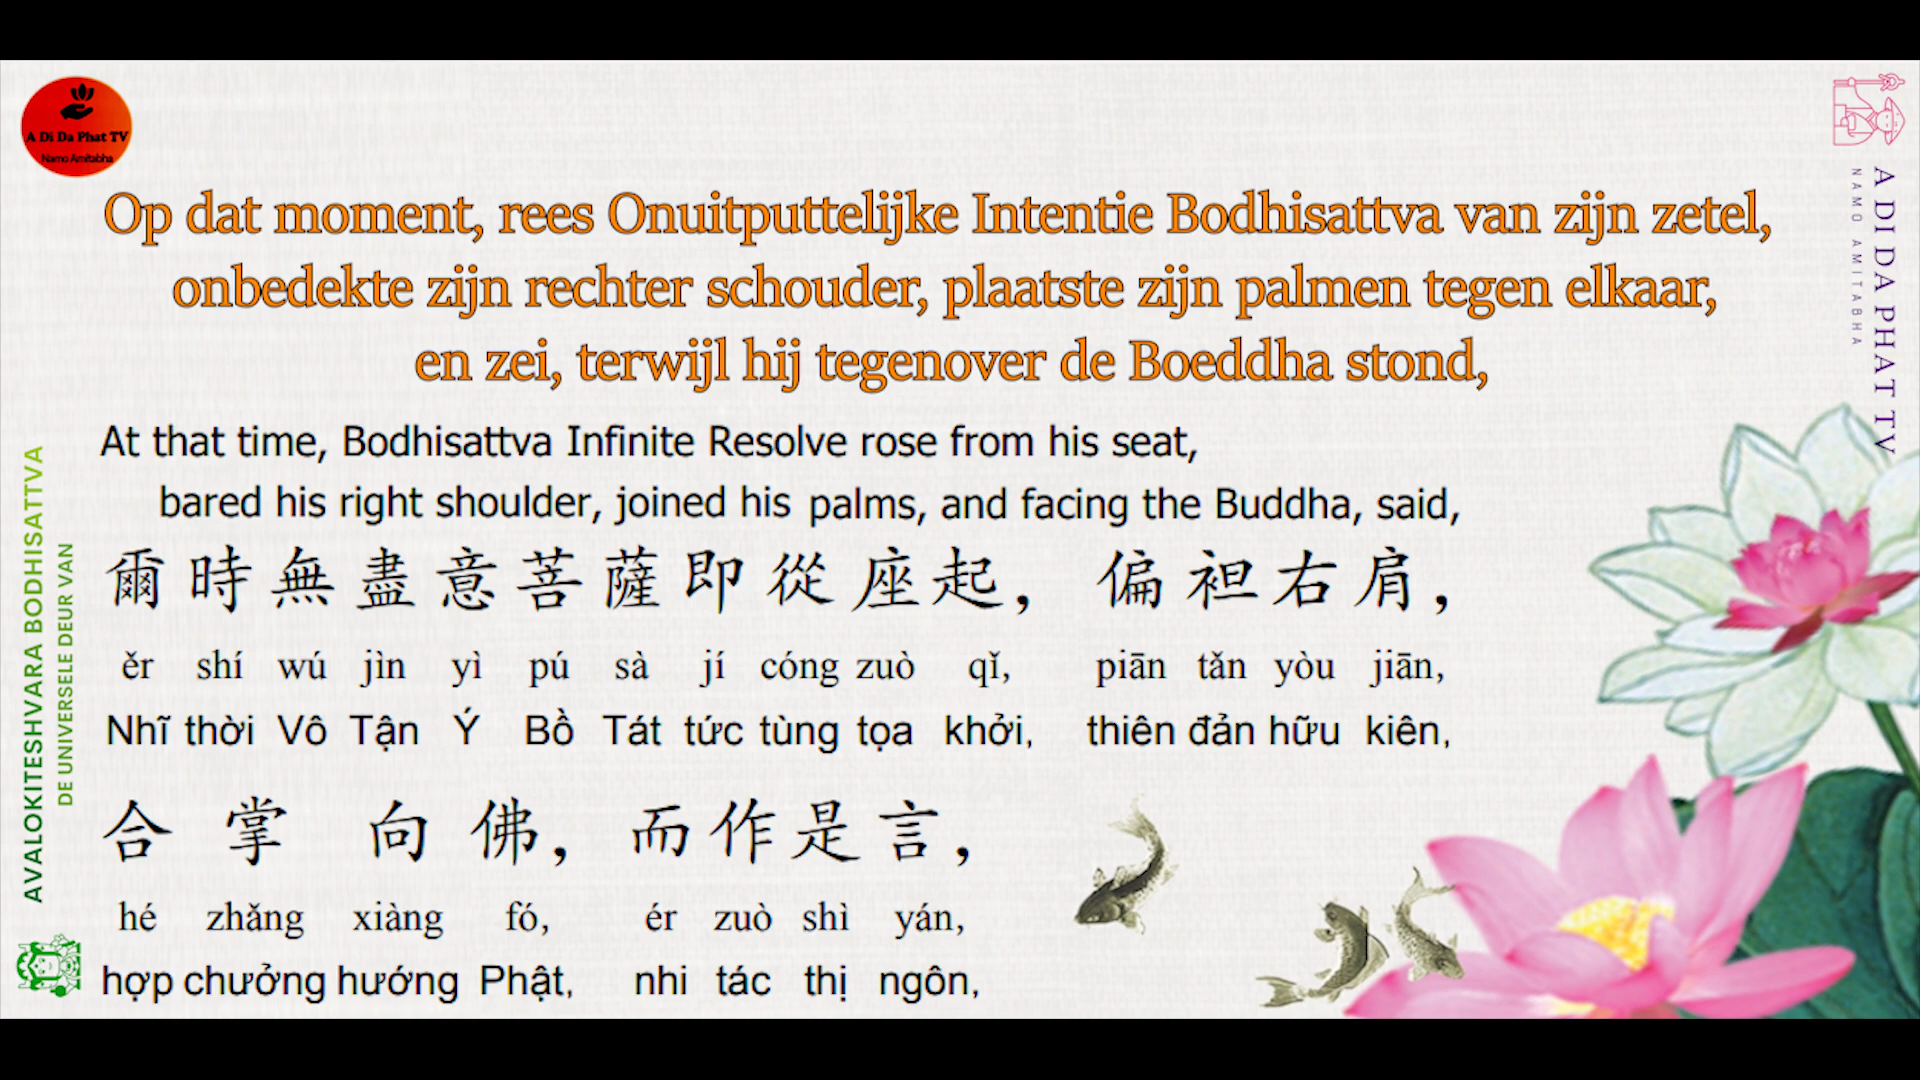 A Di Da Phat TV
Namo Amitabha
Op dat moment, rees Onuitputtelijke Intentie Bodhisattva van zijn zetel,
onbedekte zijn rechter schouder, plaatste zijn palmen tegen elkaar,
en zei, terwijl hij tegenover de Boeddha stond,
At that time, Bodhisattva Infinite Resolve rose from his seat,
bared his right shoulder, joined his palms, and facing the Buddha, said,
爾時無盡意菩薩即從座起，偏袒右肩，
ěr shí wú jìn yì pú sà jí cóng zuò qǐ, piān tǎn yòu jiān,
Nhĩ thời Vô Tận Ý Bồ Tát tức tùng tọa khởi, thiên đản hữu kiên,
合掌向佛，而作是言，
hé zhǎng xiàng fó, ér zuò shì yán,
hợp chưởng hướng Phật, nhi tác thị ngôn,
AVALOKITESHVARA BODHISATTVA
DE UNIVERSELE DEUR VAN
A DI DA PHAT TV
NAMO AMITABHA